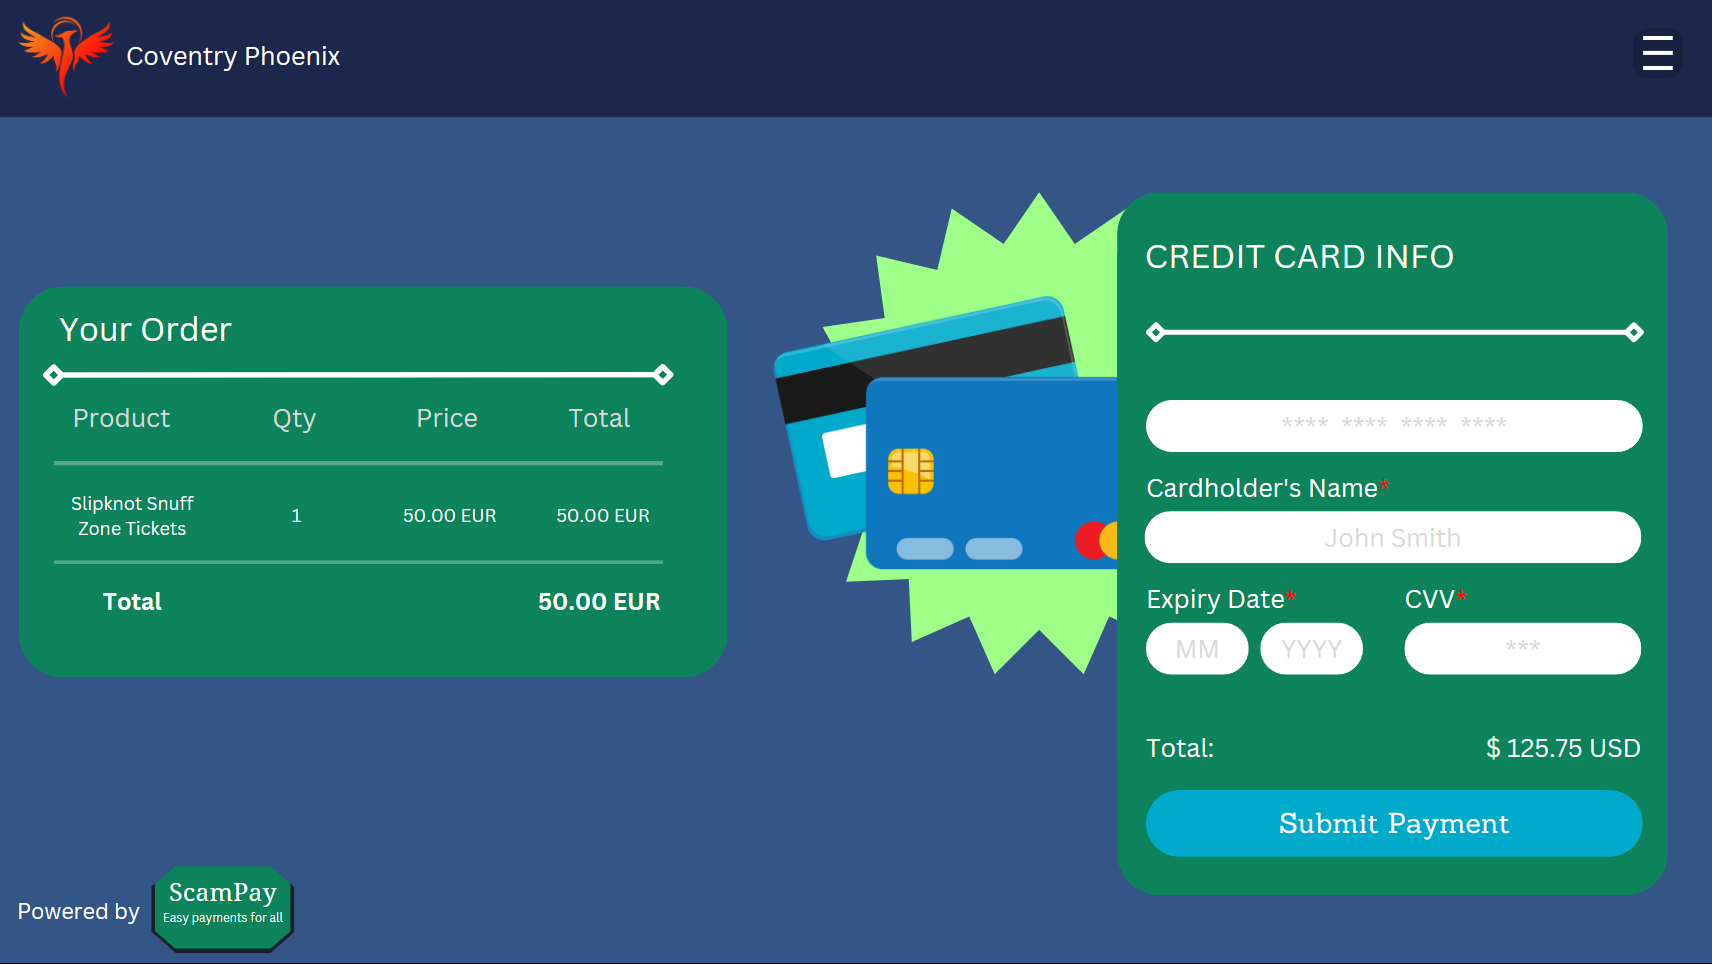 Coventry Phoenix
Your Order
Product Qty Price Total
Slipknot Snuff
Zone Tickets
1 50.00 EUR 50.00 EUR
Total 50.00 EUR
CREDIT CARD INFO
**** **** **** ****
Cardholder's Name*
John Smith
Expiry Date* CVV*
MM YYYY ***
Total: $ 125.75 USD
Submit Payment
Powered by
ScamPay
Easy payments for all